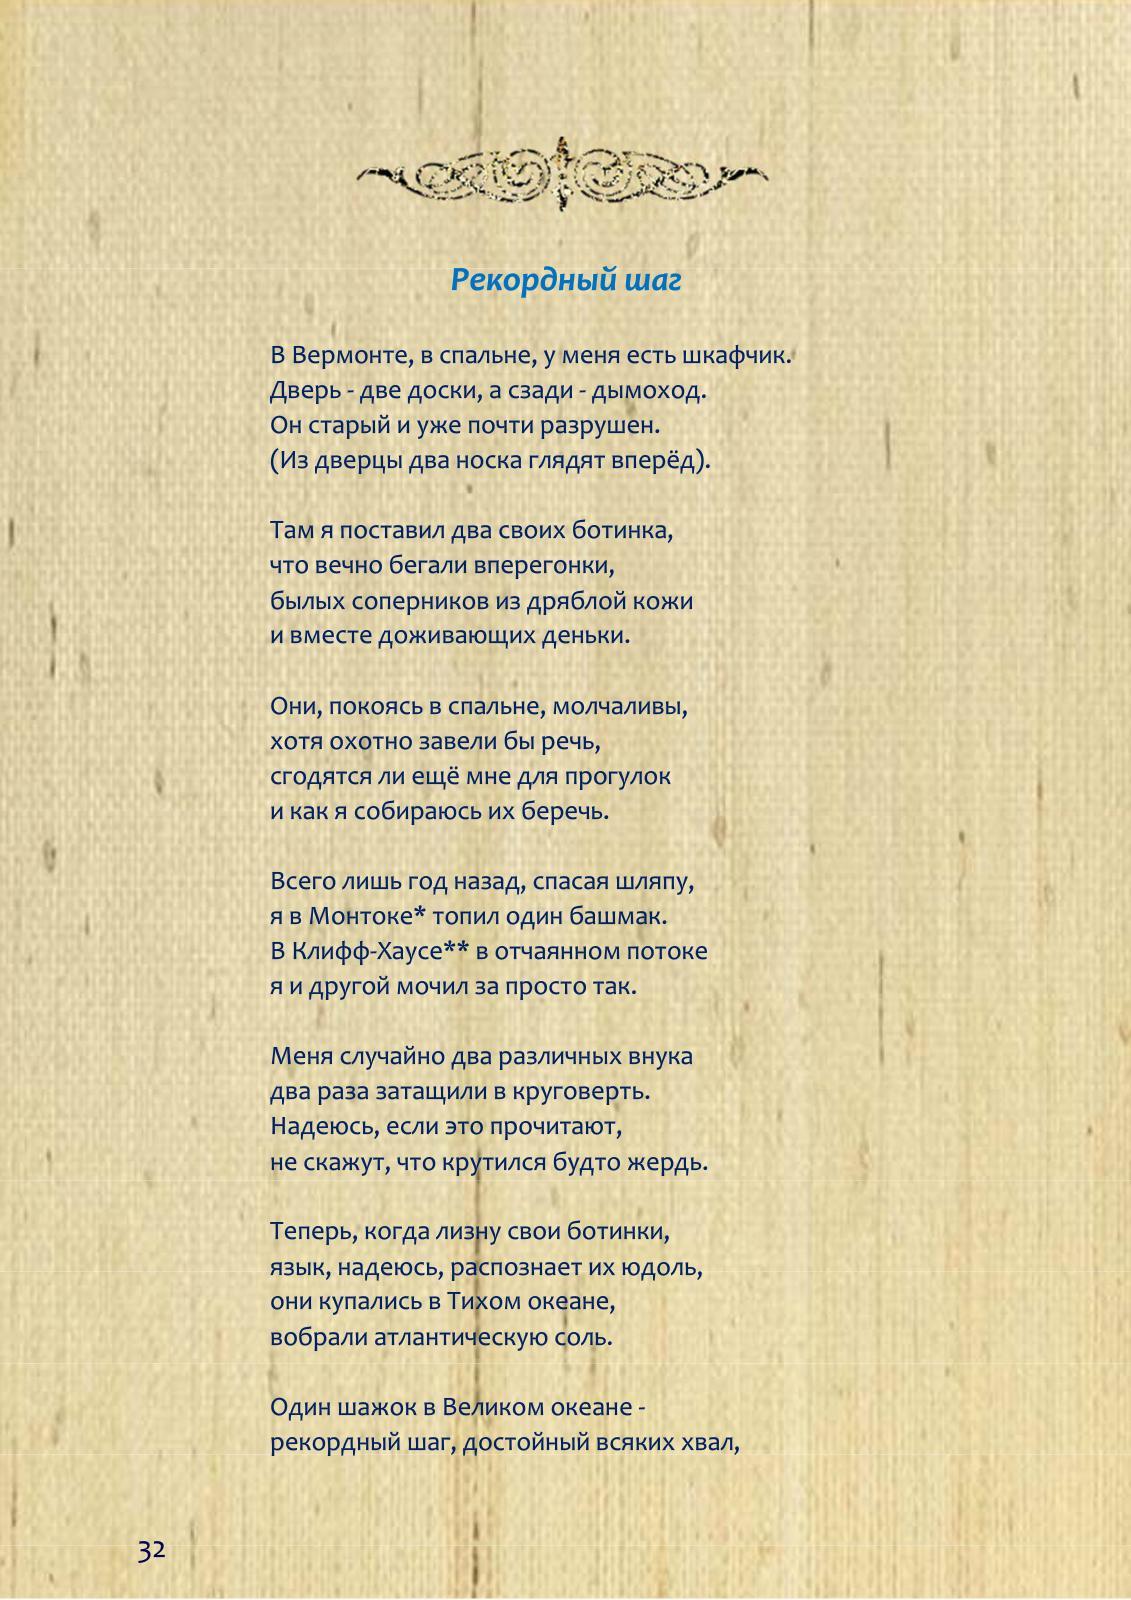 Рекордный шаг
В Вермонте, в спальне, у меня есть шкафчик.
Дверь - две доски, а сзади - дымоход.
Он старый и уже почти разрушен.
(Из дверцы два носка глядят вперёд).
Там я поставил два своих ботинка,
что вечно бегали вперегонки,
былых соперников из дряблой кожи
и вместе доживающих деньки.
Они, покоясь в спальне, молчаливы,
хотя охотно завели бы речь,
сгодятся ли ещё мне для прогулок
и как я собираюсь их беречь.
Всего лишь год назад, спасая шляпу,
я в Монтоке* топил один башмак.
В Клифф-Хаусе** в отчаянном потоке
я и другой мочил за просто так.
Меня случайно два различных внука
два раза затащили в круговерть.
Надеюсь, если это прочитают,
не скажут, что крутился будто жердь.
Теперь, когда лизну свои ботинки,
язык, надеюсь, распознает их юдоль,
они купались в Тихом океане,
вобрали атлантическую соль.
Один шажок в Великом океане -
рекордный шаг, достойный всяких хвал,
32